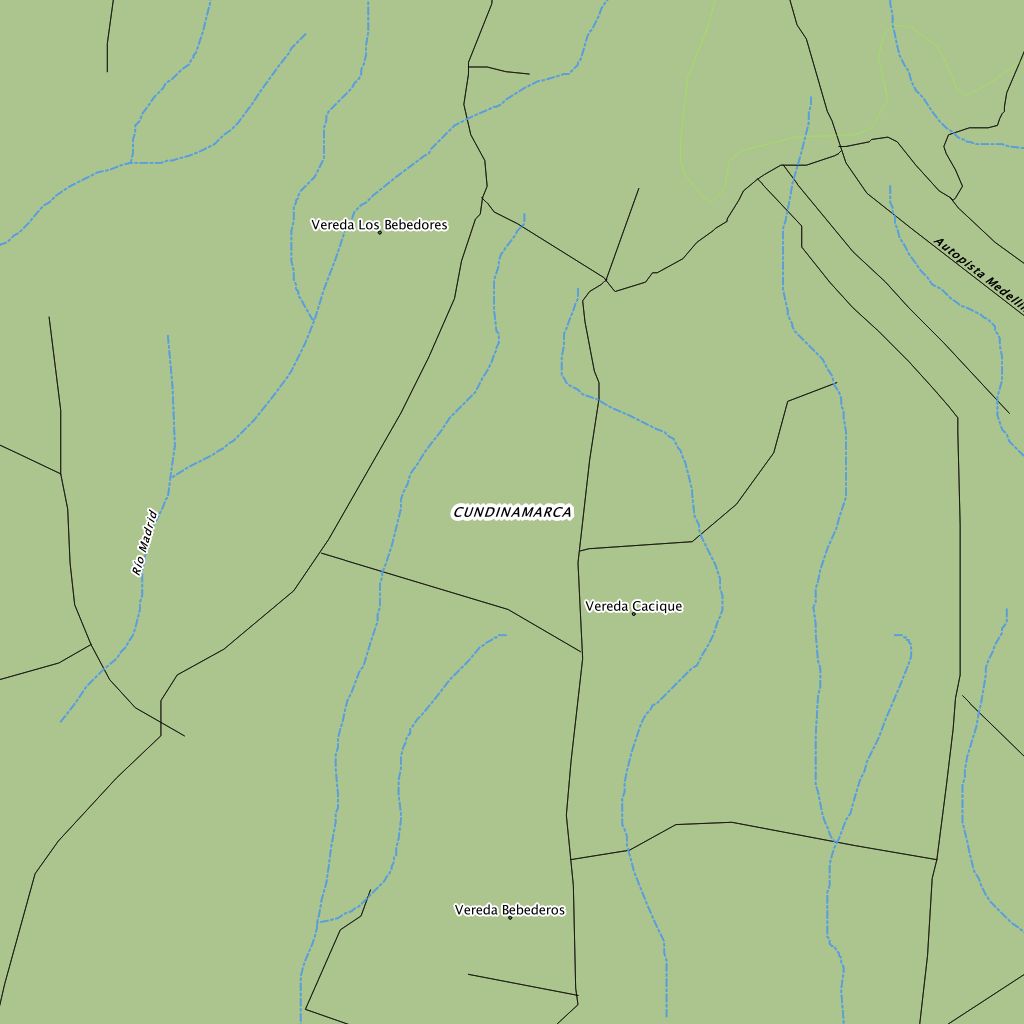 Vereda Los Bebedores
Autopista Medellín
CUNDINAMARCA
Río Madrid
Vereda Cacique
Vereda Bebederos